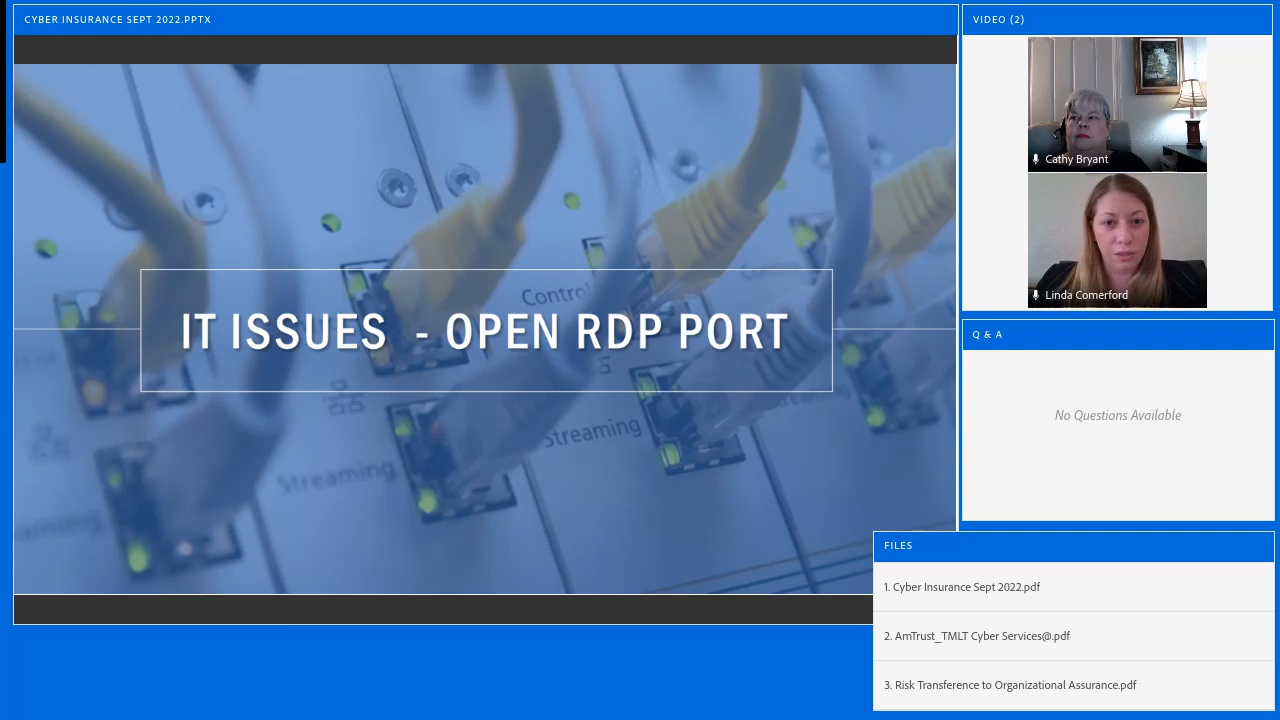 CYBER INSURANCE SEPT 2022.PPTX
VIDEO (2)
Cathy Bryant
Linda Comerford
Contro
IT ISSUES - OPEN RDP PORT
Streaming
Streaming
Q & A
No Questions Available
FILES
1. Cyber Insurance Sept 2022.pdf
2. AmTrust_TMLT Cyber Services@.pdf
3. Risk Transference to Organizational Assurance.pdf